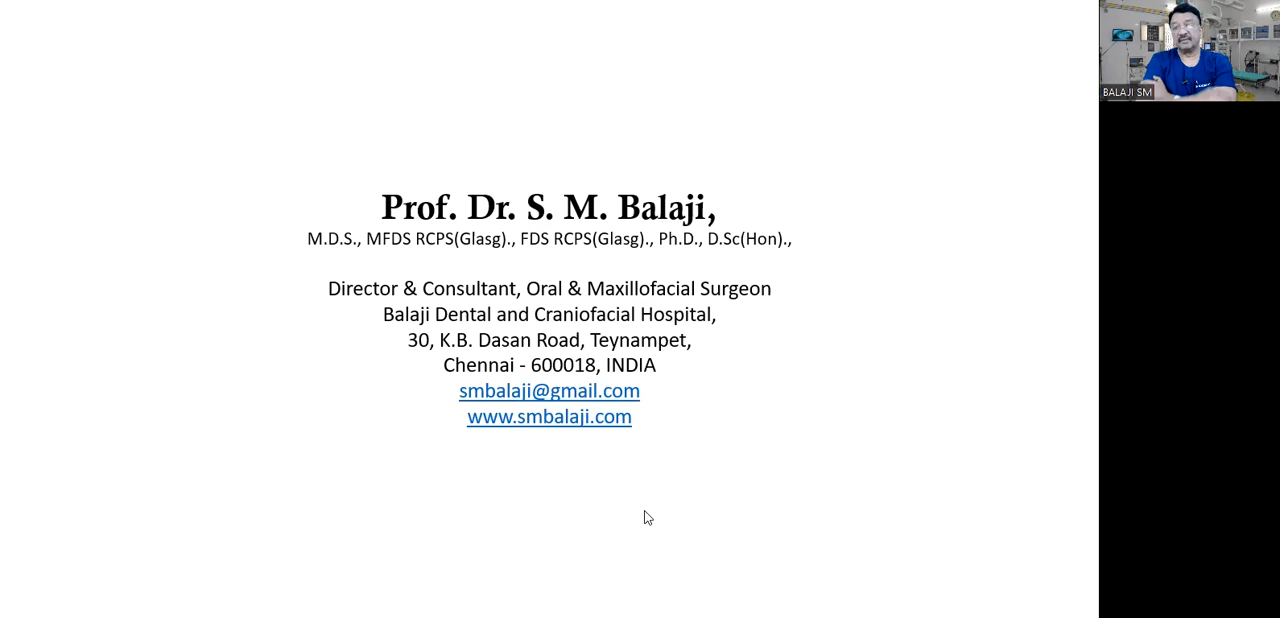 Prof. Dr. S. M. Balaji,
M.D.S., MFDS RCPS(Glasg)., FDS RCPS(Glasg)., Ph.D., D.Sc(Hon).,
Director & Consultant, Oral & Maxillofacial Surgeon
Balaji Dental and Craniofacial Hospital,
30, K.B. Dasan Road, Teynampet,
Chennai - 600018, INDIA
smbalaji@gmail.com
www.smbalaji.com
BALAJI SM